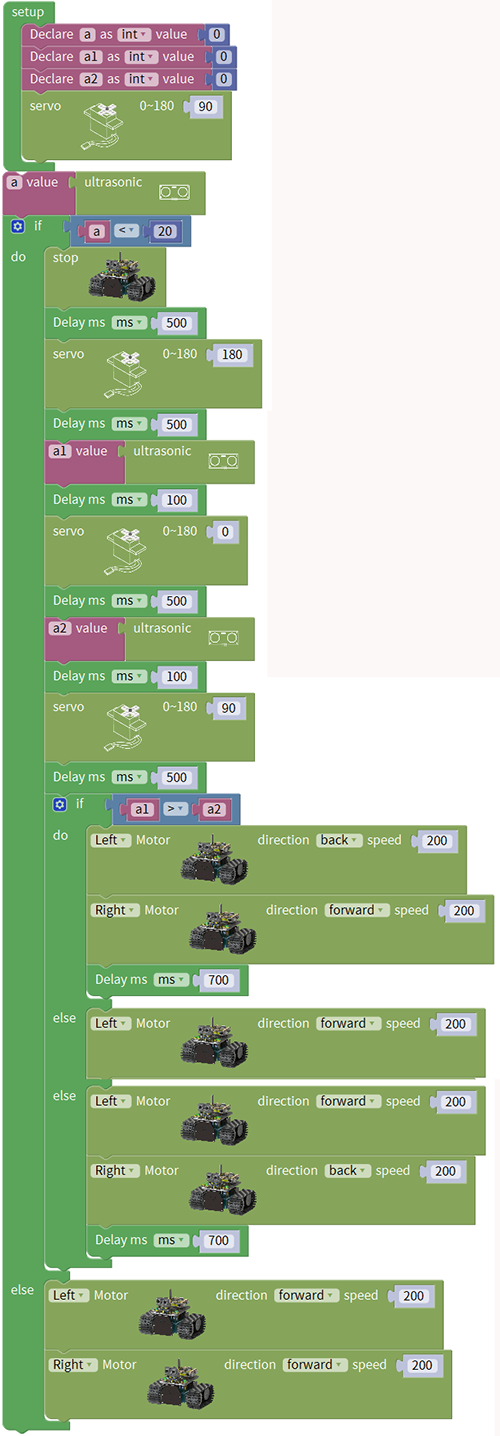 setup
Declare a as int value 0
Declare a1 as int value 0
Declare a2 as int value 0
servo 0~180 90
a value ultrasonic
if a < 20
do stop
Delay ms ms 500
servo 0~180 180
Delay ms ms 500
a1 value ultrasonic
Delay ms ms 100
servo 0~180 0
Delay ms ms 500
a2 value ultrasonic
Delay ms ms 100
servo 0~180 90
Delay ms ms 500
if a1 > a2
do Left Motor direction back speed 200
Right Motor direction forward speed 200
Delay ms ms 700
else Left Motor direction forward speed 200
else Left Motor direction forward speed 200
Right Motor direction back speed 200
Delay ms ms 700
else Left Motor direction forward speed 200
Right Motor direction forward speed 200